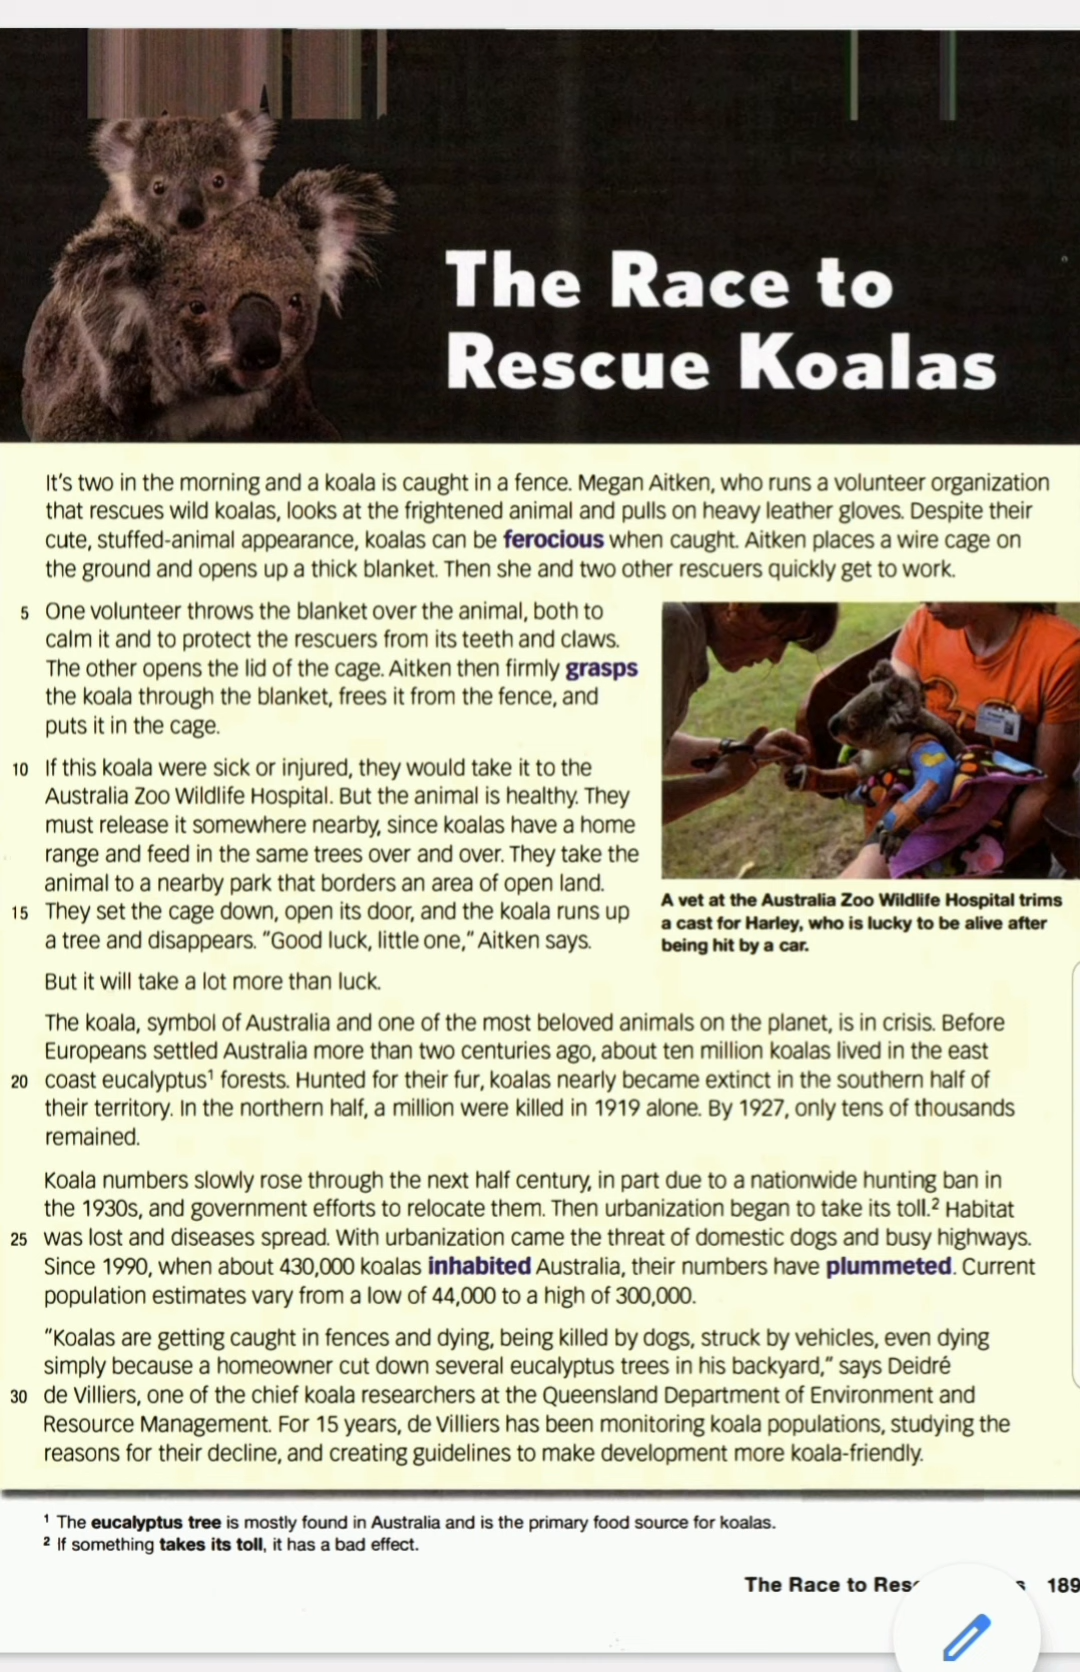 The Race to
Rescue Koalas
It's two in the morning and a koala is caught in a fence. Megan Aitken, who runs a volunteer organization
that rescues wild koalas, looks at the frightened animal and pulls on heavy leather gloves. Despite their
cute, stuffed-animal appearance, koalas can be ferocious when caught. Aitken places a wire cage on
the ground and opens up a thick blanket. Then she and two other rescuers quickly get to work.
5 One volunteer throws the blanket over the animal, both to
calm it and to protect the rescuers from its teeth and claws.
The other opens the lid of the cage. Aitken then firmly grasps
the koala through the blanket, frees it from the fence, and
puts it in the cage.
10 If this koala were sick or injured, they would take it to the
Australia Zoo Wildlife Hospital. But the animal is healthy. They
must release it somewhere nearby, since koalas have a home
range and feed in the same trees over and over. They take the
animal to a nearby park that borders an area of open land.
15 They set the cage down, open its door, and the koala runs up
a tree and disappears. "Good luck, little one," Aitken says.
A vet at the Australia Zoo Wildlife Hospital trims
a cast for Harley, who is lucky to be alive after
being hit by a car.
But it will take a lot more than luck.
The koala, symbol of Australia and one of the most beloved animals on the planet, is in crisis. Before
Europeans settled Australia more than two centuries ago, about ten million koalas lived in the east
20 coast eucalyptus¹ forests. Hunted for their fur, koalas nearly became extinct in the southern half of
their territory. In the northern half, a million were killed in 1919 alone. By 1927, only tens of thousands
remained.
Koala numbers slowly rose through the next half century, in part due to a nationwide hunting ban in
the 1930s, and government efforts to relocate them. Then urbanization began to take its toll.² Habitat
25 was lost and diseases spread. With urbanization came the threat of domestic dogs and busy highways.
Since 1990, when about 430,000 koalas inhabited Australia, their numbers have plummeted. Current
population estimates vary from a low of 44,000 to a high of 300,000.
"Koalas are getting caught in fences and dying, being killed by dogs, struck by vehicles, even dying
simply because a homeowner cut down several eucalyptus trees in his backyard," says Deidré
30 de Villiers, one of the chief koala researchers at the Queensland Department of Environment and
Resource Management. For 15 years, de Villiers has been monitoring koala populations, studying the
reasons for their decline, and creating guidelines to make development more koala-friendly.
¹ The eucalyptus tree is mostly found in Australia and is the primary food source for koalas.
² If something takes its toll, it has a bad effect.
The Race to Res s 189